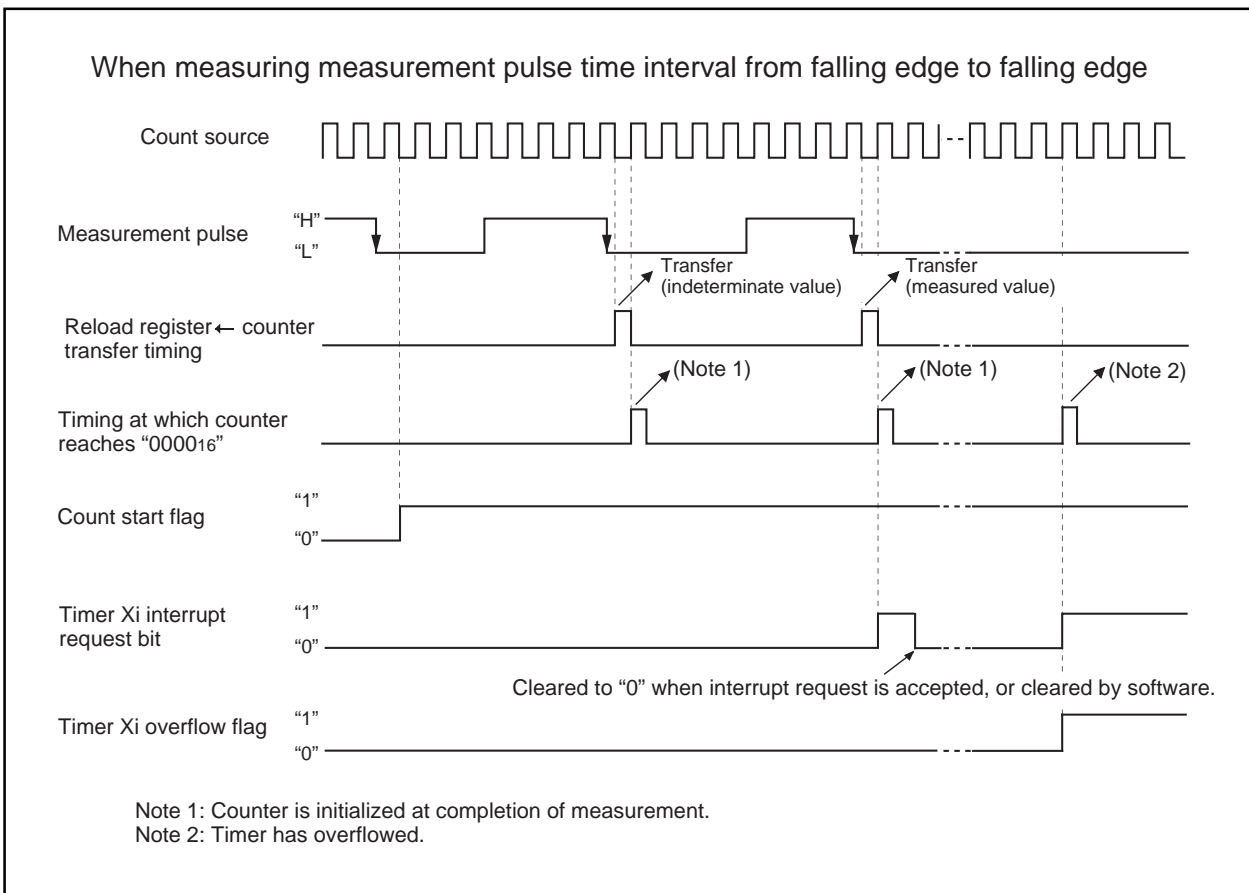 When measuring measurement pulse time interval from falling edge to falling edge
Count source
Measurement pulse
“H”
“L”
Transfer
(indeterminate value)
Transfer
(measured value)
Reload register ← counter
transfer timing
(Note 1)
(Note 1)
(Note 2)
Timing at which counter
reaches “000016”
Count start flag
“1”
“0”
Timer Xi interrupt
request bit
“1”
“0”
Cleared to “0” when interrupt request is accepted, or cleared by software.
Timer Xi overflow flag
“1”
“0”
Note 1: Counter is initialized at completion of measurement.
Note 2: Timer has overflowed.